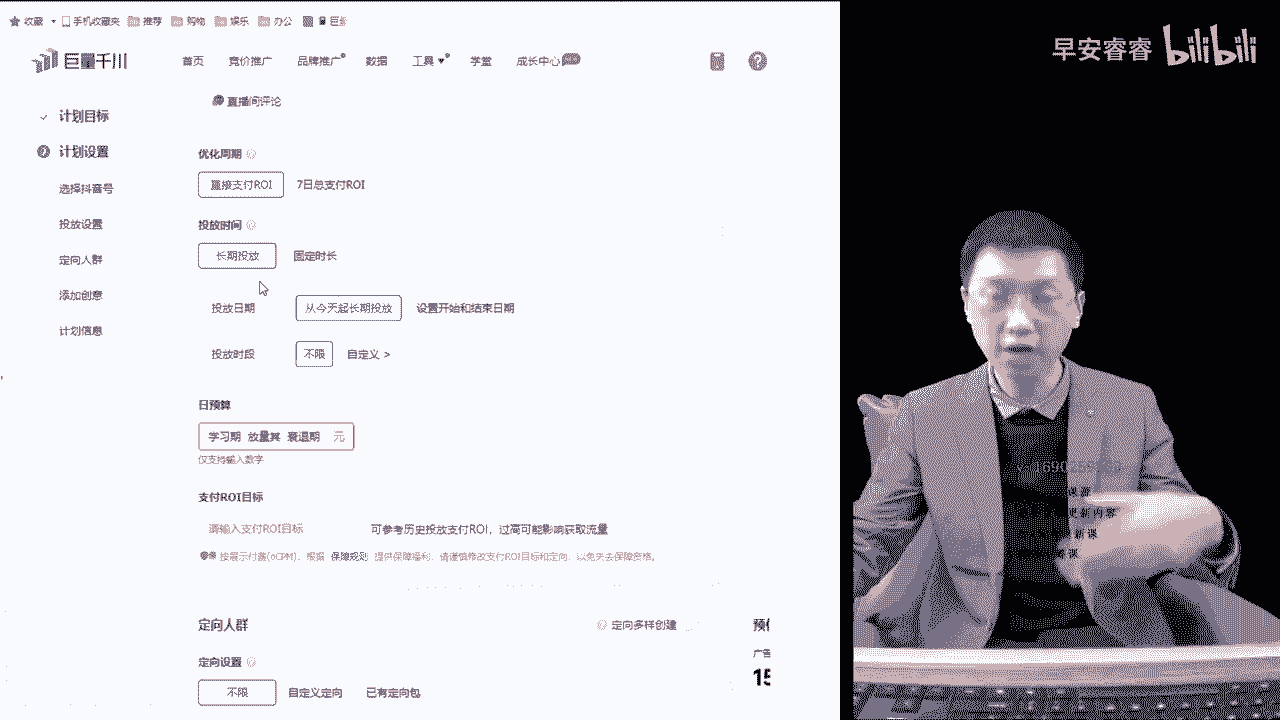 收藏 手机收藏夹 推荐 购物 娱乐 办公
巨量千川 首页 竞价推广 品牌推广 数据 工具 学堂 成长中心
直播间评论
计划目标
计划设置
选择抖音号
投放设置
定向人群
添加创意
计划信息
优化周期
直接支付ROI 7日总支付ROI
投放时间
长期投放 固定时长
投放日期 从今天起长期投放 设置开始和结束日期
投放时段 不限 自定义 >
日预算
学习期 放量其 衰退期 元
仅支持输入数字
支付ROI目标
请输入支付ROI目标 可参考历史投放支付ROI，过高可能影响获取流量
按展示付费(oCPM)，根据 保障规则 提供保障福利，请谨慎修改支付ROI目标和定向，以免失去保障资格。
定向人群 定向多样创建
定向设置
不限 自定义定向 已有定向包
广告
15
早安睿睿 bilibili